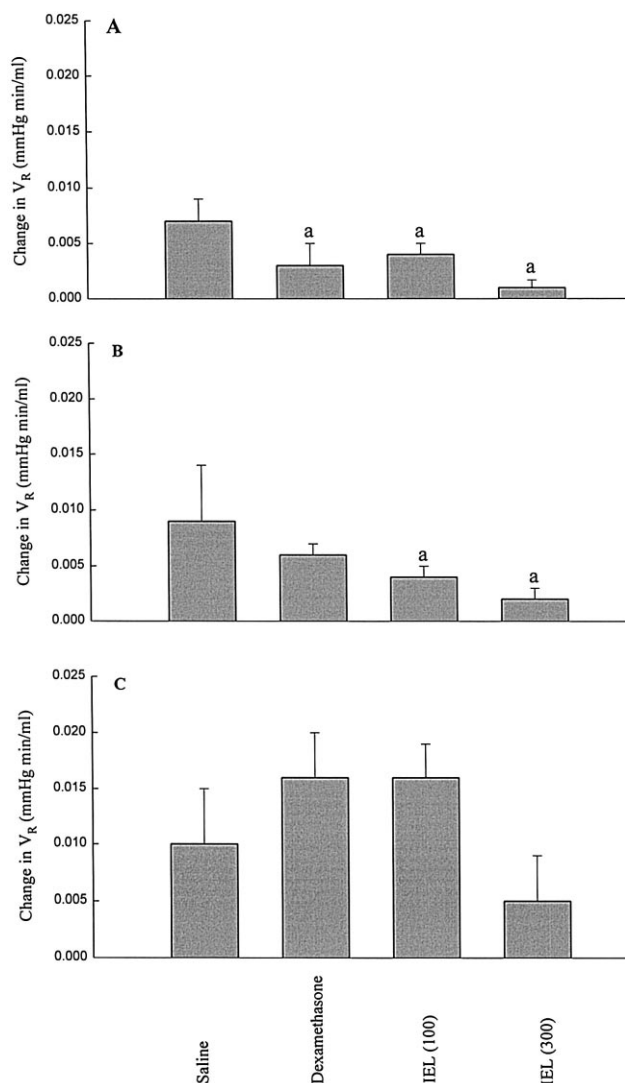 A
0.025
0.020
0.015
0.010
0.005
0.000
Change in VR (mmHg min/ml)
a
a
a
B
0.025
0.020
0.015
0.010
0.005
0.000
Change in VR (mmHg min/ml)
a
a
C
0.025
0.020
0.015
0.010
0.005
0.000
Change in VR (mmHg min/ml)
Saline
Dexamethasone
IEL (100)
IEL (300)